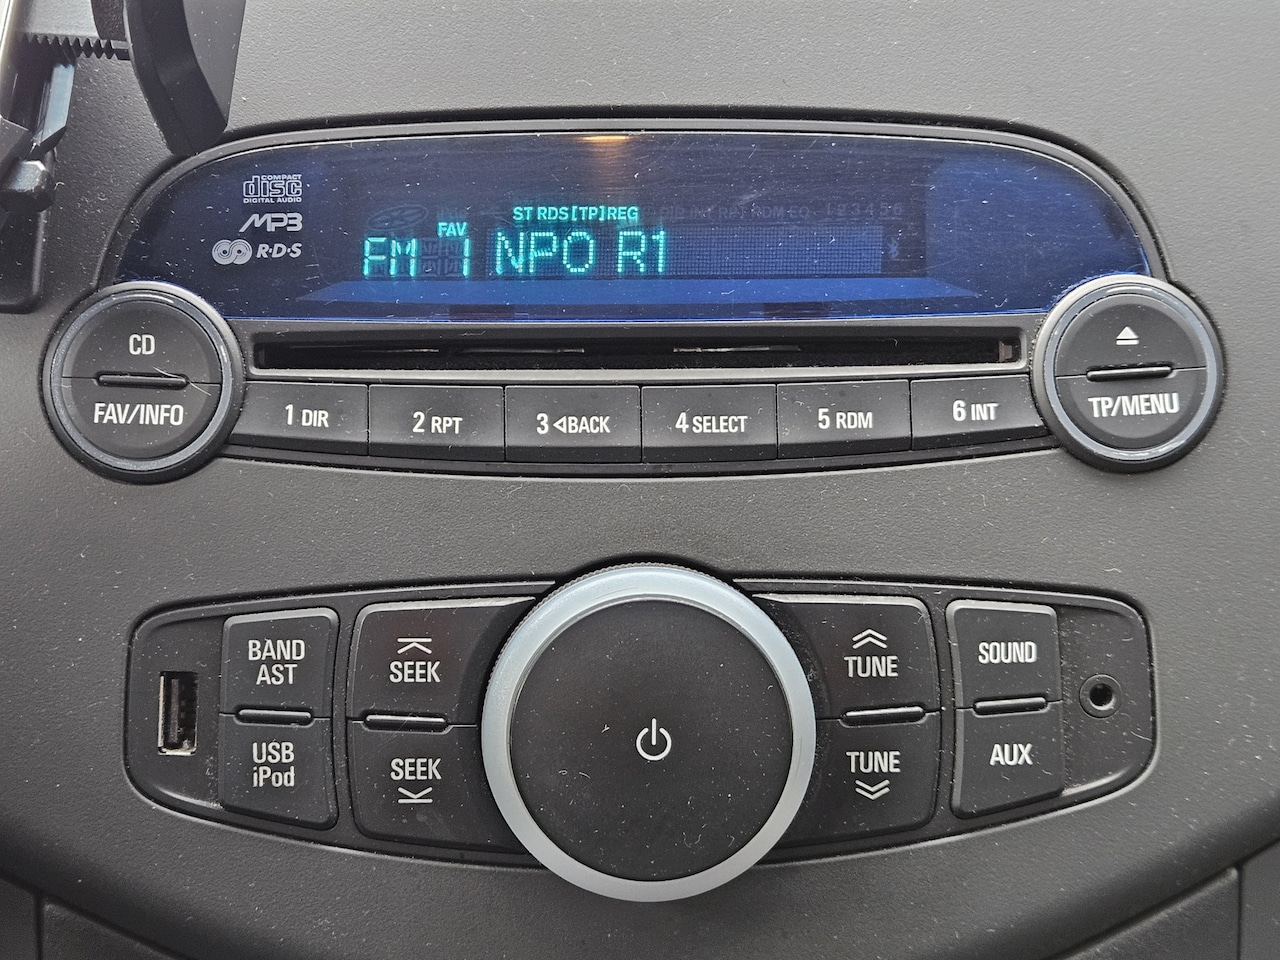 COMPACT
disc
DIGITAL AUDIO
MP3
R·D·S
ST RDS[TP]REG
FAV
FM 1 NPO R1
CD
FAV/INFO
1 DIR
2 RPT
3 ◁BACK
4 SELECT
5 RDM
6 INT
⏏
TP/MENU
BAND
AST
USB
iPod
SEEK
SEEK
TUNE
TUNE
SOUND
AUX